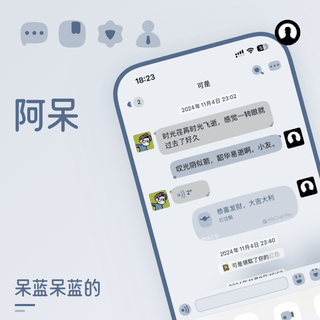 阿呆
呆蓝呆蓝的
18:23
2
可是
2024年11月4日 23:02
时光荏苒时光飞逝，感觉一转眼就
过去了好久
叹光阴似箭，韶华易逝啊，小友。
2"
恭喜发财，大吉大利
已过期
2024年11月4日 23:40
可是领取了你的红包